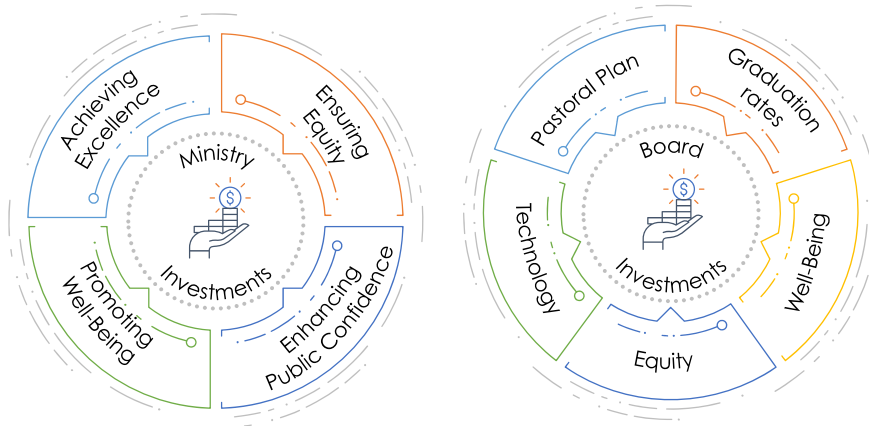 Achieving
Excellence
Ensuring
Equity
Ministry
$
Investments
Promoting
Well-Being
Enhancing
Public Confidence
Pastoral Plan
Graduation
rates
Board
$
Investments
Technology
Well-Being
Equity